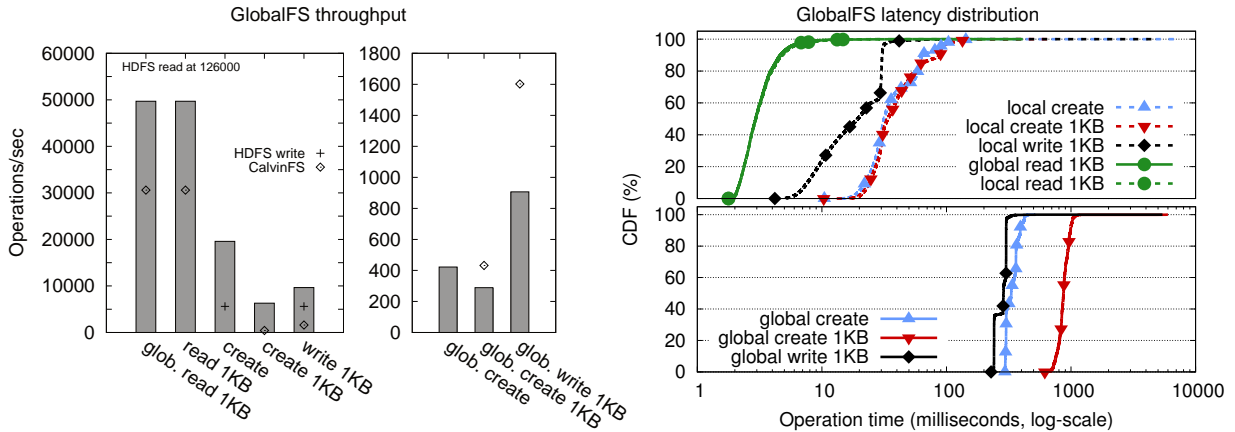 GlobalFS throughput
Operations/sec
60000
50000
40000
30000
20000
10000
0
HDFS read at 126000
HDFS write
CalvinFS
glob. read 1KB
read 1KB
create
create 1KB
write 1KB
1800
1600
1400
1200
1000
800
600
400
200
0
glob. create
glob. create 1KB
glob. write 1KB
GlobalFS latency distribution
CDF (%)
100%
80%
60%
40%
20%
0
local create
local create 1KB
local write 1KB
global read 1KB
local read 1KB
100
80
60
40
20
0
global create
global create 1KB
global write 1KB
1
10
100
1000
10000
Operation time (milliseconds, log-scale)